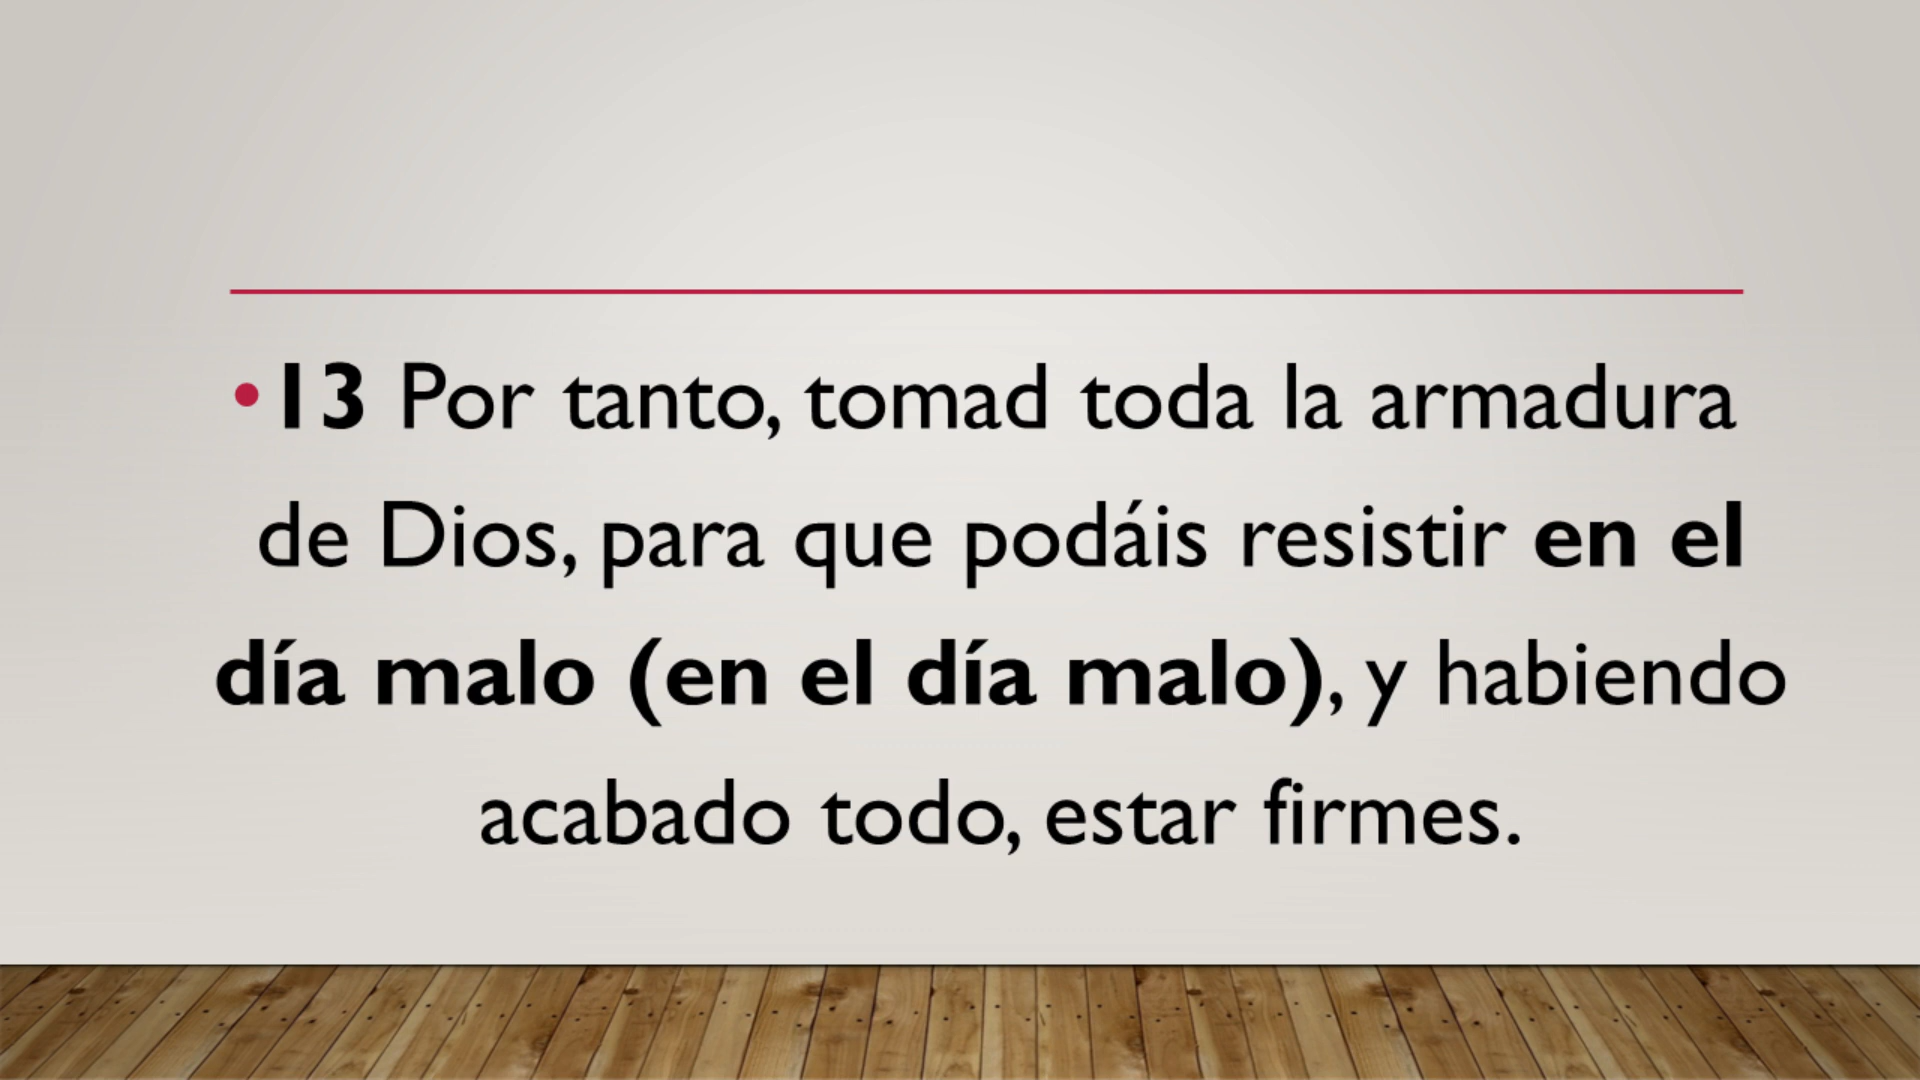 •13 Por tanto, tomad toda la armadura
de Dios, para que podáis resistir en el
día malo (en el día malo), y habiendo
acabado todo, estar firmes.